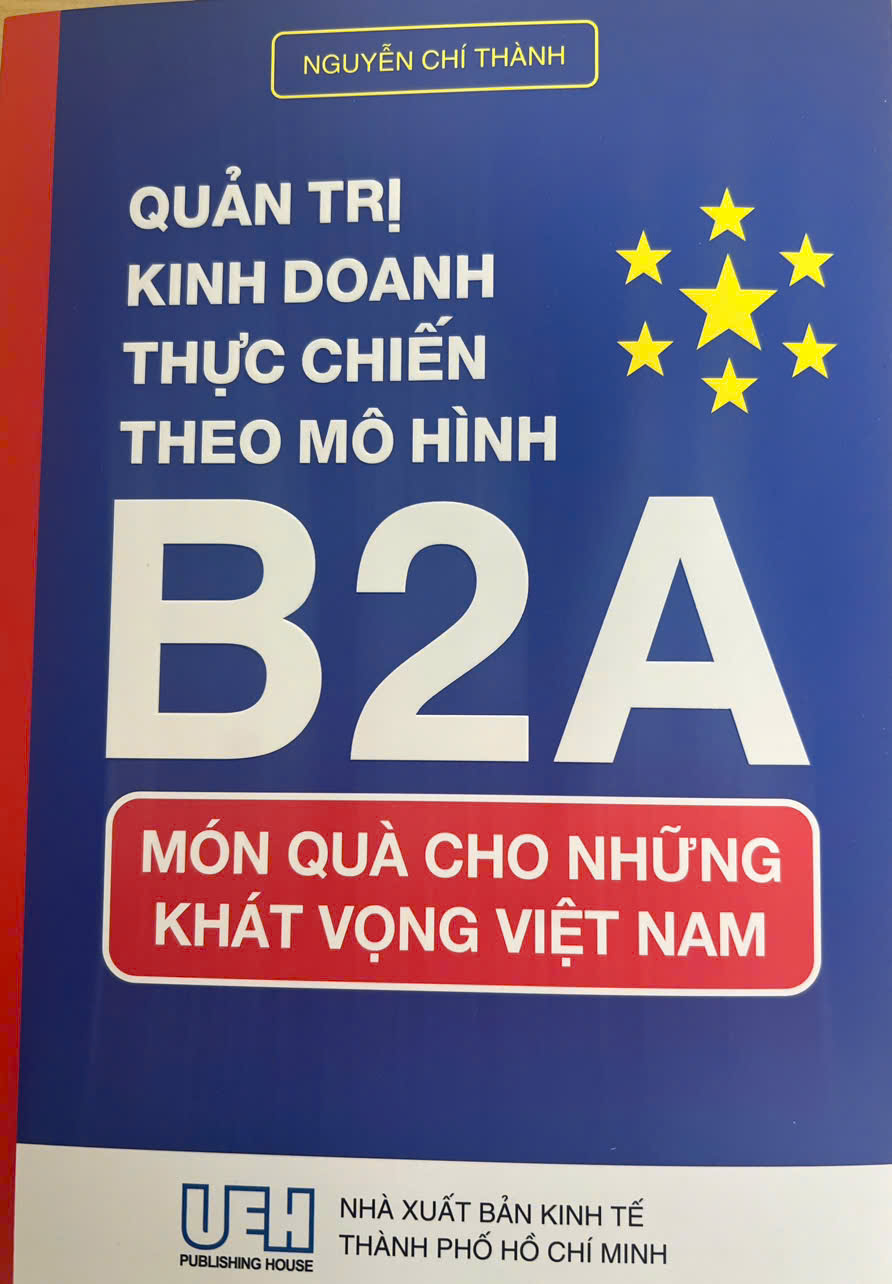 NGUYỄN CHÍ THÀNH
QUẢN TRỊ
KINH DOANH
THỰC CHIẾN
THEO MÔ HÌNH
B2A
MÓN QUÀ CHO NHỮNG
KHÁT VỌNG VIỆT NAM
UEH
PUBLISHING HOUSE
NHÀ XUẤT BẢN KINH TẾ
THÀNH PHỐ HỒ CHÍ MINH